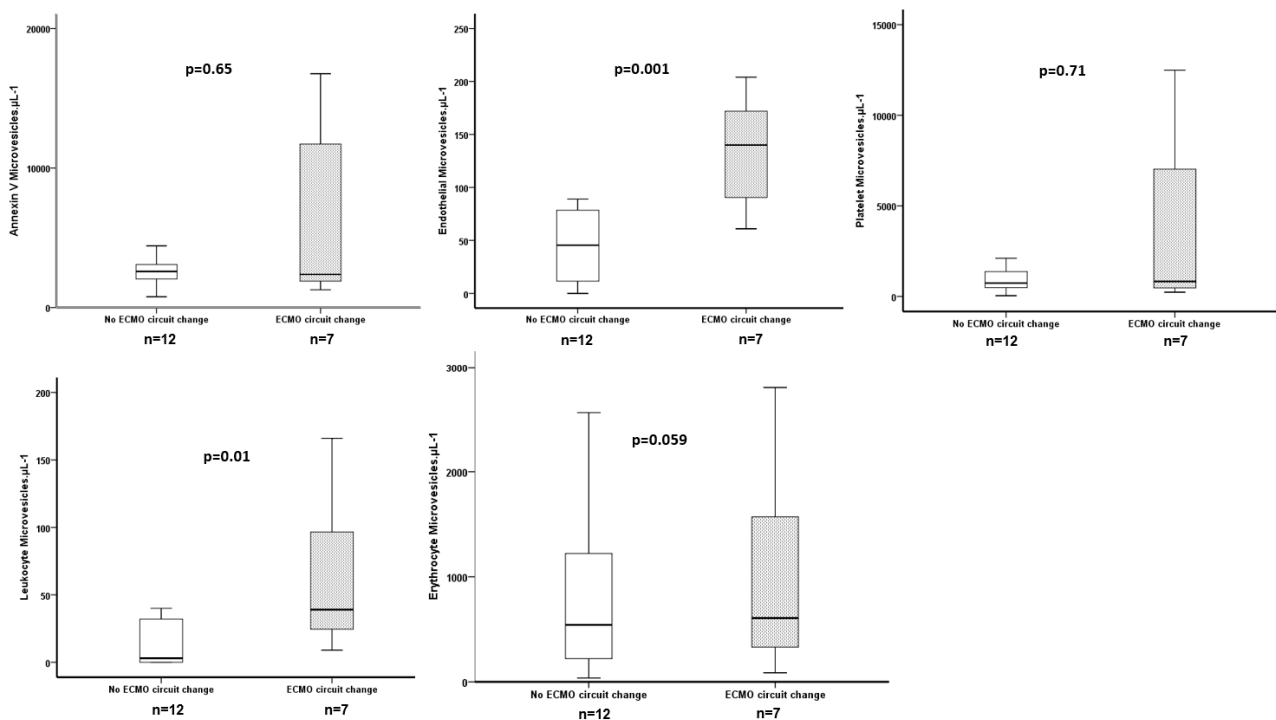 Annexin V Microvesicles.µL-1
20000
10000
0
p=0.65
No ECMO circuit change
ECMO circuit change
n=12
n=7
Endothelial Microvesicles.µL-1
250
200
150
100
50
0
p=0.001
No ECMO circuit change
ECMO circuit change
n=12
n=7
Platelet Microvesicles.µL-1
15000
10000
5000
0
p=0.71
No ECMO circuit change
ECMO circuit change
n=12
n=7
Leukocyte Microvesicles.µL-1
200
150
100
50
0
p=0.01
No ECMO circuit change
ECMO circuit change
n=12
n=7
Erythrocyte Microvesicles.µL-1
3000
2000
1000
0
p=0.059
No ECMO circuit change
ECMO circuit change
n=12
n=7